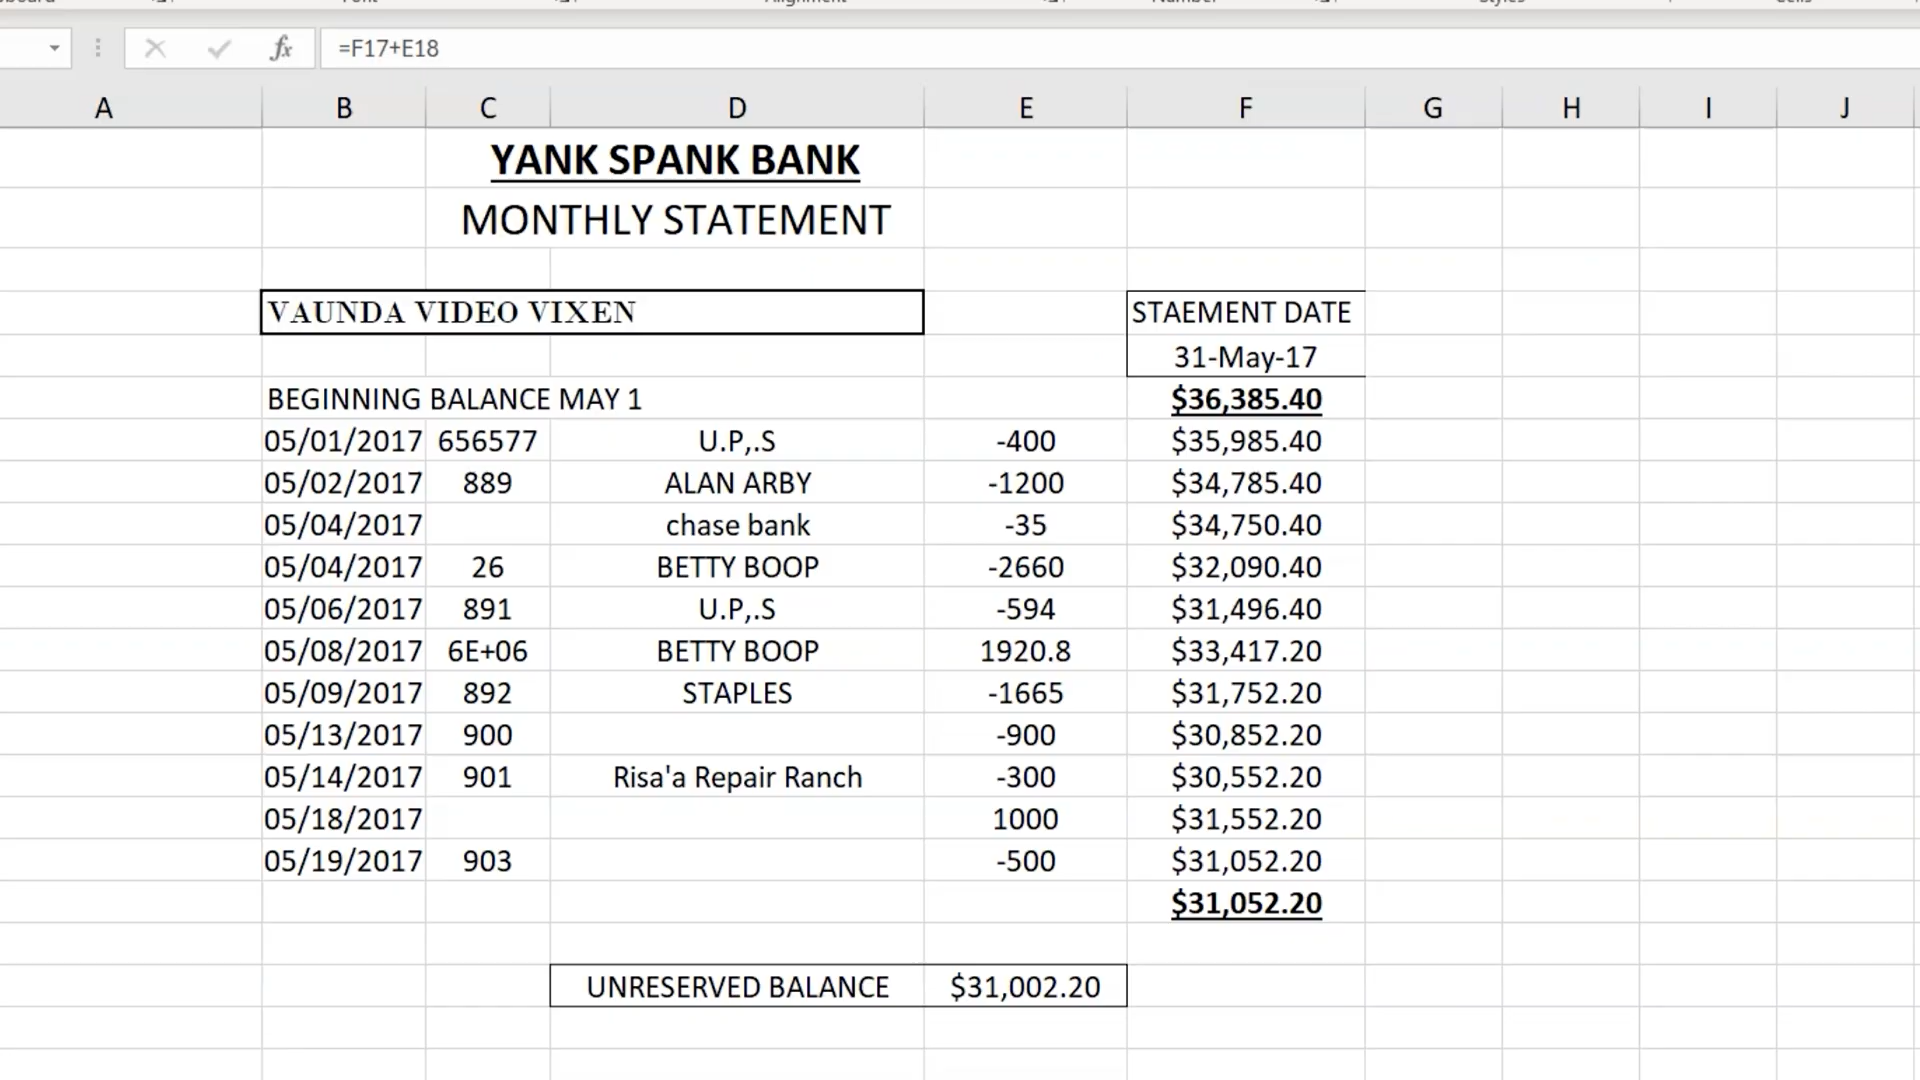 =F17+E18
A B C D E F G H I J
YANK SPANK BANK
MONTHLY STATEMENT
VAUNDA VIDEO VIXEN STAEMENT DATE
31-May-17
BEGINNING BALANCE MAY 1 $36,385.40
05/01/2017 656577 U.P,.S -400 $35,985.40
05/02/2017 889 ALAN ARBY -1200 $34,785.40
05/04/2017 chase bank -35 $34,750.40
05/04/2017 26 BETTY BOOP -2660 $32,090.40
05/06/2017 891 U.P,.S -594 $31,496.40
05/08/2017 6E+06 BETTY BOOP 1920.8 $33,417.20
05/09/2017 892 STAPLES -1665 $31,752.20
05/13/2017 900 -900 $30,852.20
05/14/2017 901 Risa'a Repair Ranch -300 $30,552.20
05/18/2017 1000 $31,552.20
05/19/2017 903 -500 $31,052.20
$31,052.20
UNRESERVED BALANCE $31,002.20